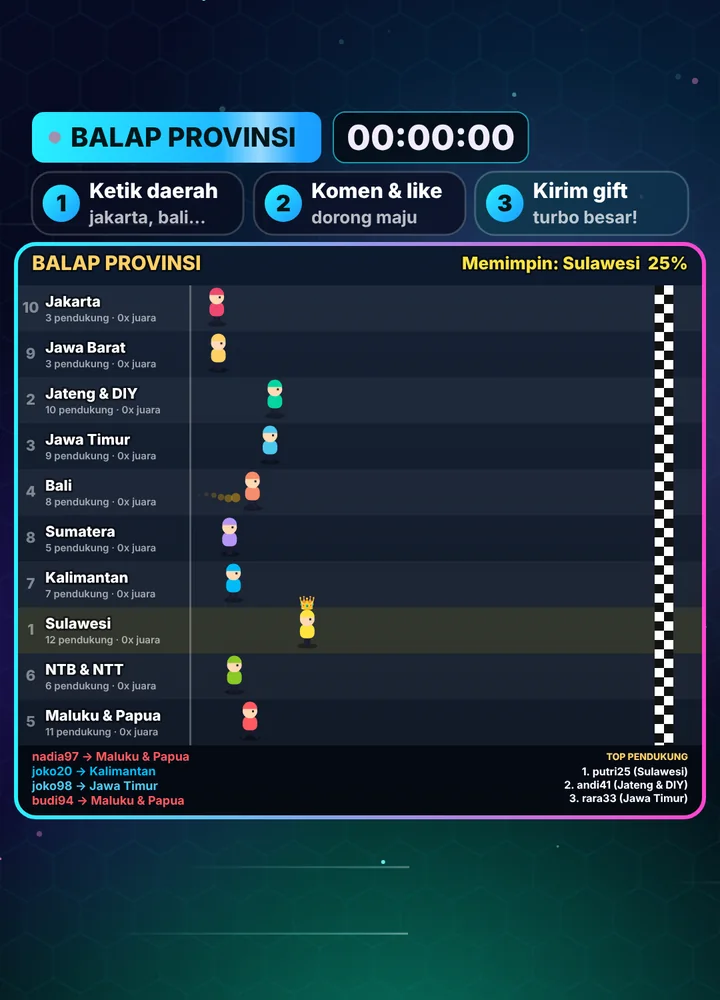 BALAP PROVINSI
00:00:00
1 Ketik daerah
jakarta, bali...
2 Komen & like
dorong maju
3 Kirim gift
turbo besar!
BALAP PROVINSI
Memimpin: Sulawesi 25%
10 Jakarta
3 pendukung · 0x juara
9 Jawa Barat
3 pendukung · 0x juara
2 Jateng & DIY
10 pendukung · 0x juara
3 Jawa Timur
9 pendukung · 0x juara
4 Bali
8 pendukung · 0x juara
8 Sumatera
5 pendukung · 0x juara
7 Kalimantan
7 pendukung · 0x juara
1 Sulawesi
12 pendukung · 0x juara
6 NTB & NTT
6 pendukung · 0x juara
5 Maluku & Papua
11 pendukung · 0x juara
nadia97 → Maluku & Papua
joko20 → Kalimantan
joko98 → Jawa Timur
budi94 → Maluku & Papua
TOP PENDUKUNG
1. putri25 (Sulawesi)
2. andi41 (Jateng & DIY)
3. rara33 (Jawa Timur)